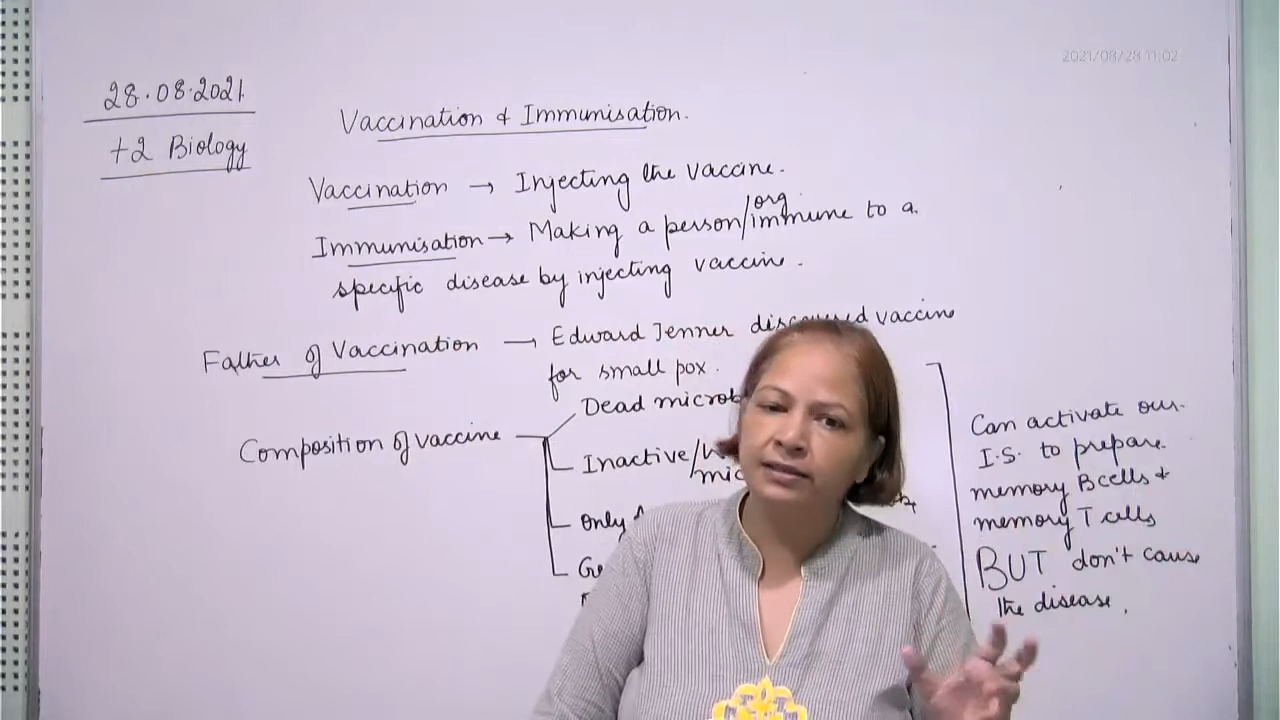 2021/08/28 11:02
28.08.2021
+2 Biology
Vaccination & Immunisation.
Vaccination → Injecting the vaccine.
Immunisation → Making a person/org immune to a
specific disease by injecting vaccine.
Father of Vaccination → Edward Jenner discovered vaccine
for small pox.
Composition of vaccine
Dead
Inactive/
Only
Can activate our
I.S. to prepare
memory B cells &
memory T cells
BUT don't cause
the disease.